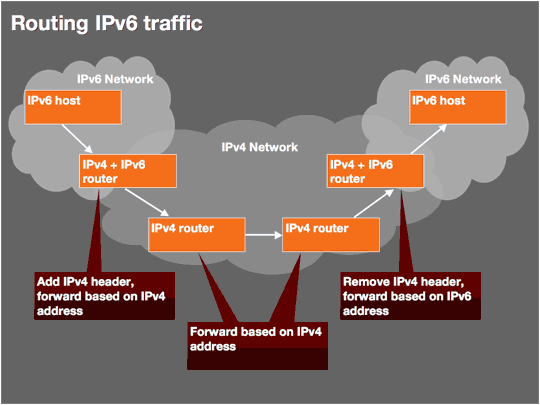 Routing IPv6 traffic
IPv6 Network
IPv6 Network
IPv6 host
IPv6 host
IPv4 Network
IPv4 + IPv6
router
IPv4 + IPv6
router
IPv4 router
IPv4 router
Add IPv4 header,
forward based on IPv4
address
Remove IPv4 header,
forward based on IPv6
address
Forward based on IPv4
address